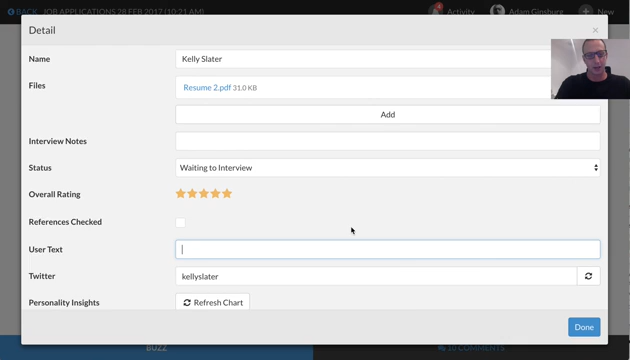 BACK JOB APPLICATIONS 28 FEB 2017 (10:21 AM) 4 Activity Adam Ginsburg + New
Detail ×
Name Kelly Slater
Files Resume 2.pdf 31.0 KB
Add
Interview Notes
Status Waiting to Interview
Overall Rating
References Checked
User Text
Twitter kellyslater
Personality Insights Refresh Chart
Done
BUZZ 10 COMMENTS